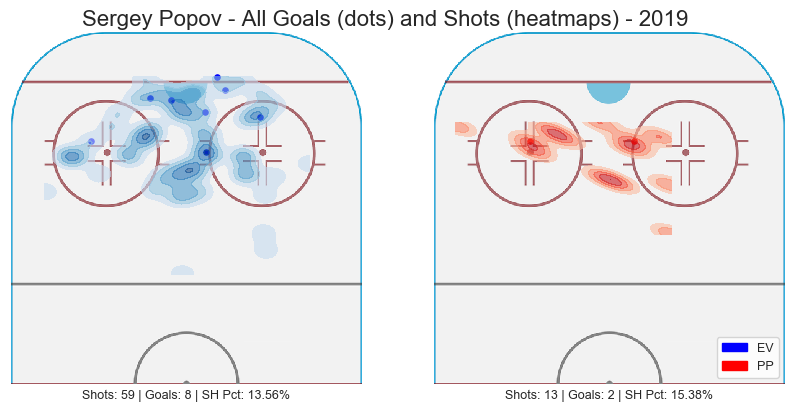 Sergey Popov - All Goals (dots) and Shots (heatmaps) - 2019
EV
PP
Shots: 59 | Goals: 8 | SH Pct: 13.56%
Shots: 13 | Goals: 2 | SH Pct: 15.38%